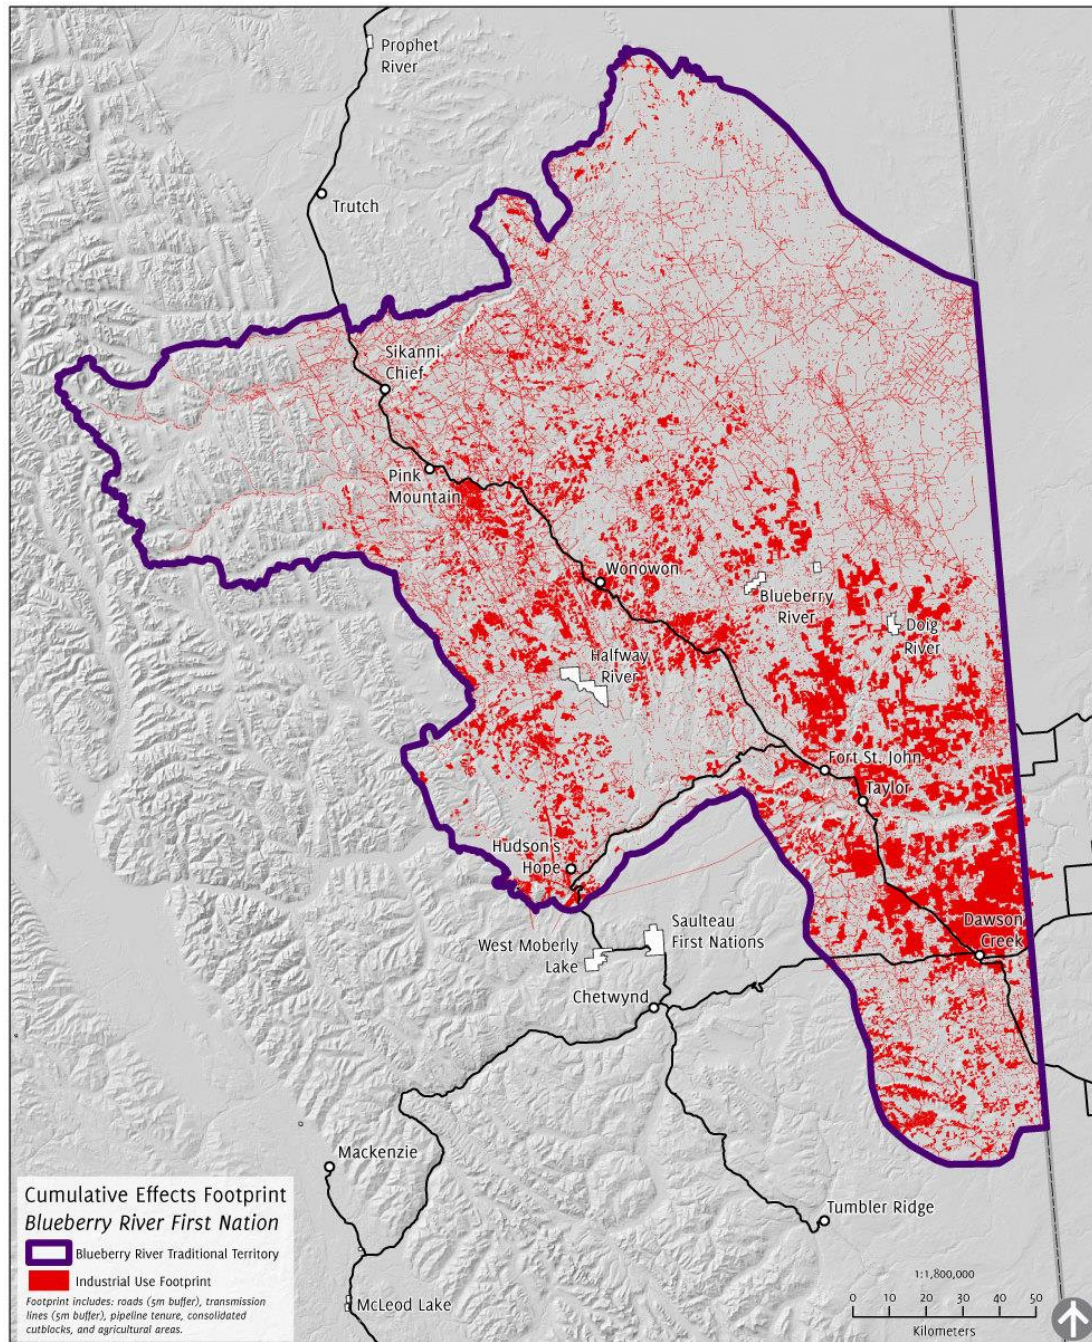 Prophet
River
Trutch
Sikanni
Chief
Pink
Mountain
Wonowon
Blueberry
River
Doig
River
Halfway
River
Fort St. John
Taylor
Hudson's
Hope
Dawson
Creek
Saulteau
First Nations
West Moberly
Lake
Chetwynd
Mackenzie
Tumbler Ridge
McLeod Lake
Cumulative Effects Footprint
Blueberry River First Nation
Blueberry River Traditional Territory
Industrial Use Footprint
Footprint includes: roads (5m buffer), transmission
lines (5m buffer), pipeline tenure, consolidated
cutblocks, and agricultural areas.
1:1,800,000
0 10 20 30 40 50
Kilometers